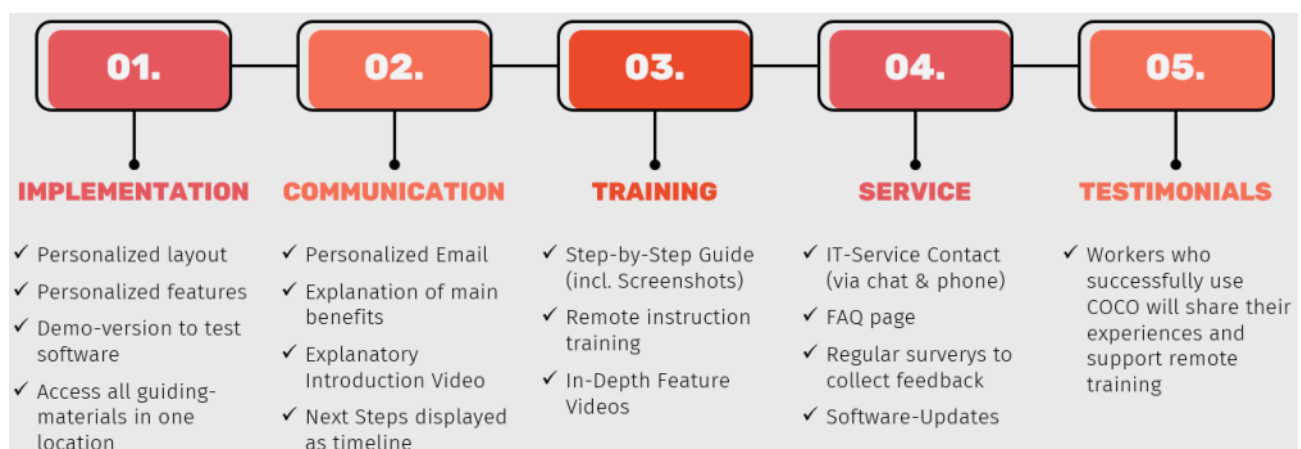 01.
02.
03.
04.
05.
IMPLEMENTATION
COMMUNICATION
TRAINING
SERVICE
TESTIMONIALS
✓ Personalized layout
✓ Personalized features
✓ Demo-version to test
software
✓ Access all guiding-
materials in one
location
✓ Personalized Email
✓ Explanation of main
benefits
✓ Explanatory
Introduction Video
✓ Next Steps displayed
as timeline
✓ Step-by-Step Guide
(incl. Screenshots)
✓ Remote instruction
training
✓ In-Depth Feature
Videos
✓ IT-Service Contact
(via chat & phone)
✓ FAQ page
✓ Regular surverys to
collect feedback
✓ Software-Updates
✓ Workers who
successfully use
COCO will share their
experiences and
support remote
training